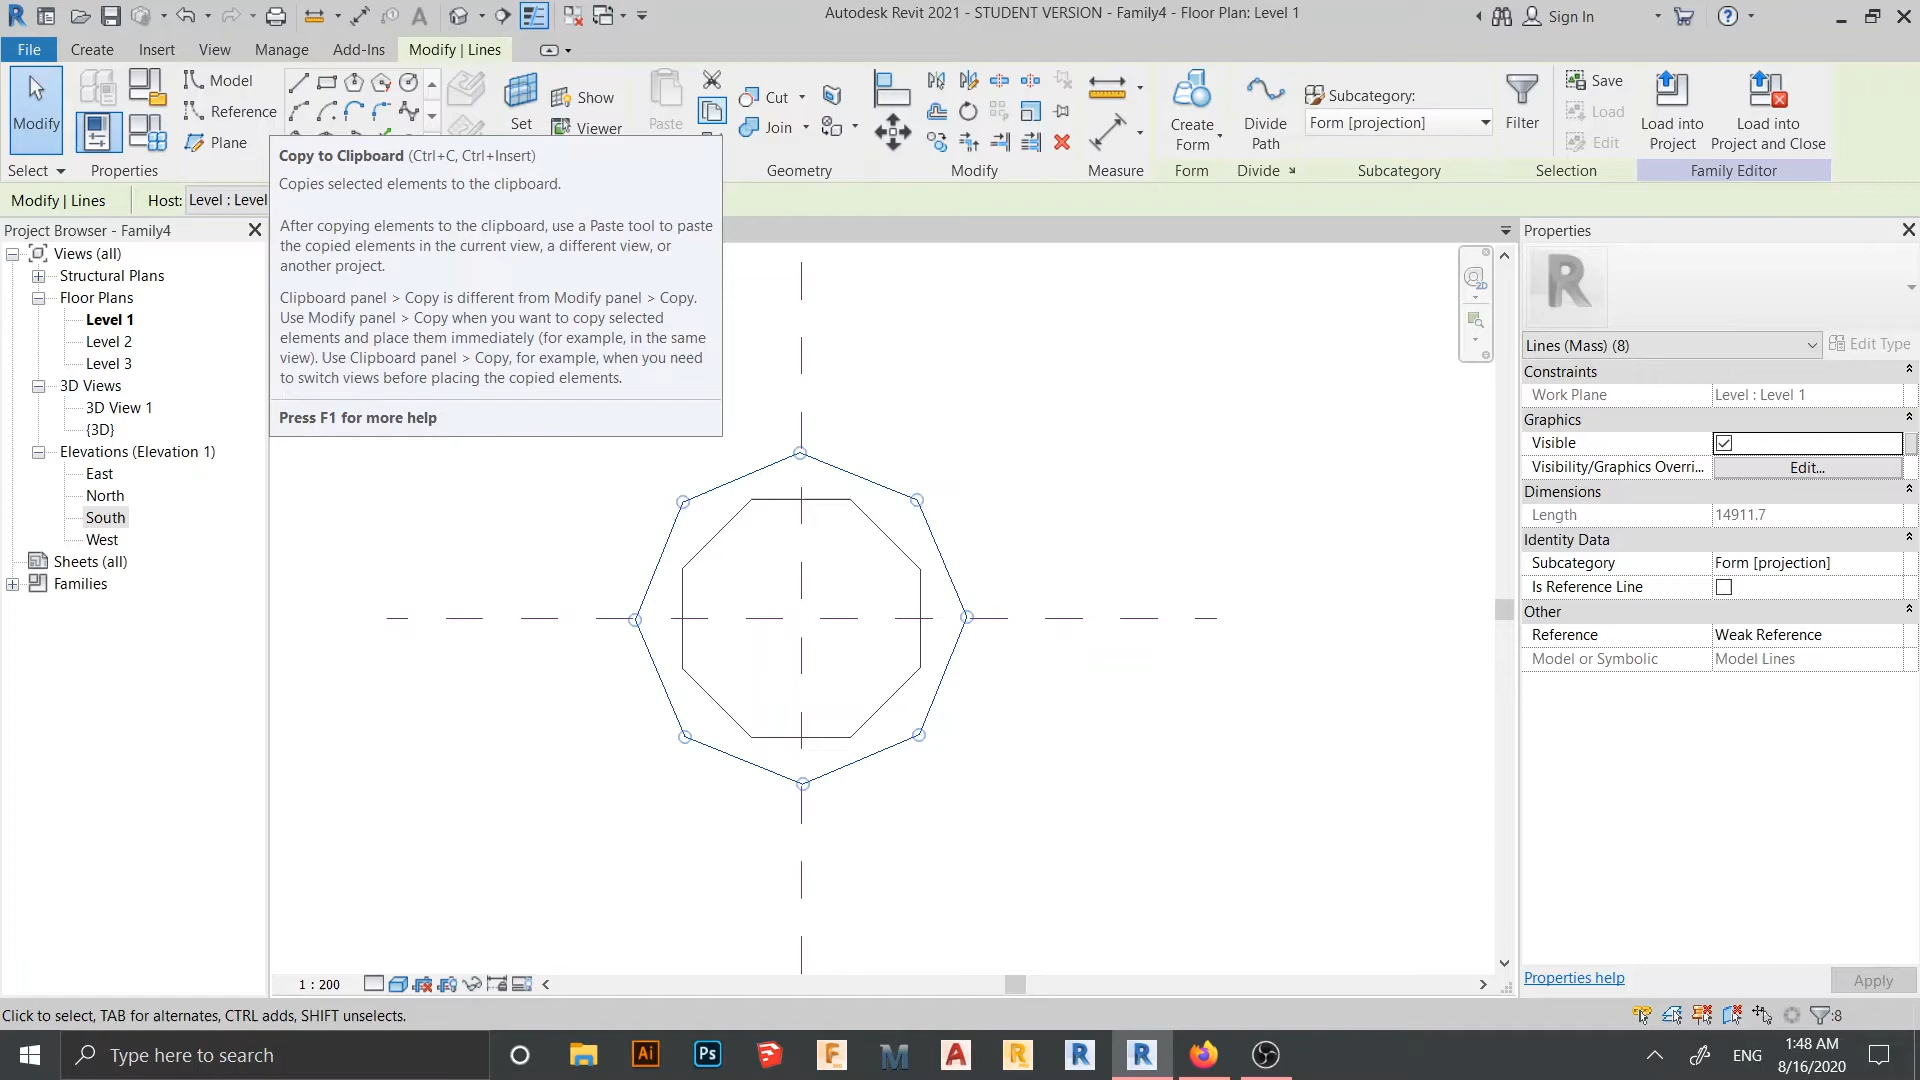 Autodesk Revit 2021 - STUDENT VERSION - Family4 - Floor Plan: Level 1
Sign In
File
Create
Insert
View
Manage
Add-Ins
Modify | Lines
Modify
Model
Reference
Plane
Set
Show
Viewer
Paste
Cut
Join
Create
Form
Divide
Path
Subcategory:
Form [projection]
Filter
Save
Load
Edit
Load into
Project
Load into
Project and Close
Select
Properties
Geometry
Modify
Measure
Form
Divide
Subcategory
Selection
Family Editor
Modify | Lines
Host:
Level : Level
Copy to Clipboard (Ctrl+C, Ctrl+Insert)
Copies selected elements to the clipboard.
After copying elements to the clipboard, use a Paste tool to paste
the copied elements in the current view, a different view, or
another project.
Clipboard panel > Copy is different from Modify panel > Copy.
Use Modify panel > Copy when you want to copy selected
elements and place them immediately (for example, in the same
view). Use Clipboard panel > Copy, for example, when you need
to switch views before placing the copied elements.
Press F1 for more help
Project Browser - Family4
Views (all)
Structural Plans
Floor Plans
Level 1
Level 2
Level 3
3D Views
3D View 1
{3D}
Elevations (Elevation 1)
East
North
South
West
Sheets (all)
Families
2D
Properties
R
Lines (Mass) (8)
Edit Type
Constraints
Work Plane
Level : Level 1
Graphics
Visible
Visibility/Graphics Overri...
Edit...
Dimensions
Length
14911.7
Identity Data
Subcategory
Form [projection]
Is Reference Line
Other
Reference
Weak Reference
Model or Symbolic
Model Lines
Properties help
Apply
1 : 200
Click to select, TAB for alternates, CTRL adds, SHIFT unselects.
:8
Type here to search
Ai
Ps
F
M
A
R
R
R
ENG
1:48 AM
8/16/2020